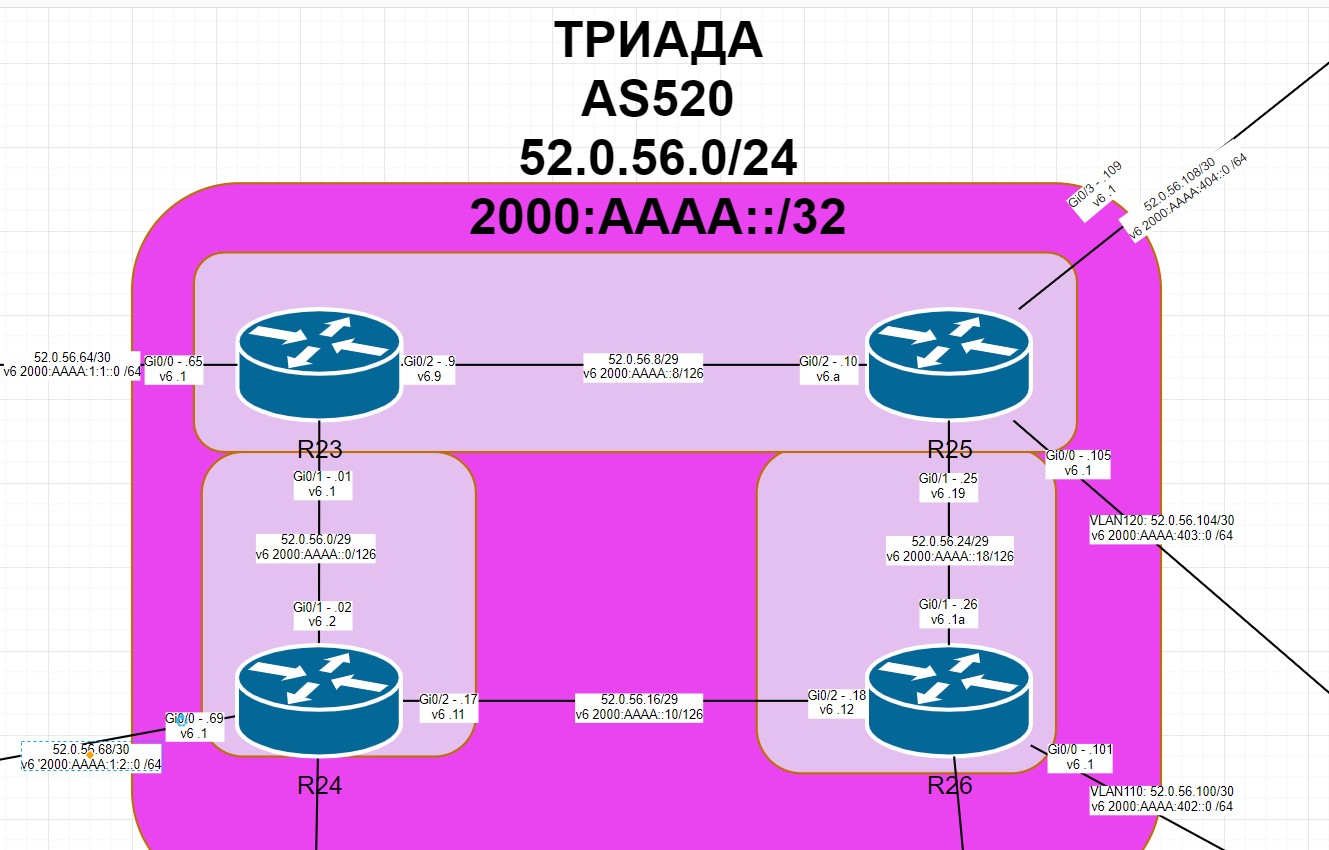 ТРИАДА
AS520
52.0.56.0/24
2000:AAAA::/32
Gi0/3 - .109
v6 .1
52.0.56.108/30
v6 2000:AAAA:404::0 /64
52.0.56.64/30
v6 2000:AAAA:1:1::0 /64
Gi0/0 - .65
v6 .1
Gi0/2 - .9
v6.9
52.0.56.8/29
v6 2000:AAAA::8/126
Gi0/2 - .10
v6.a
R23
R25
Gi0/1 - .01
v6 .1
Gi0/1 - .25
v6 .19
Gi0/0 - .105
v6 .1
52.0.56.0/29
v6 2000:AAAA::0/126
52.0.56.24/29
v6 2000:AAAA::18/126
VLAN120: 52.0.56.104/30
v6 2000:AAAA:403::0 /64
Gi0/1 - .02
v6 .2
Gi0/1 - .26
v6 .1a
Gi0/0 - .69
v6 .1
Gi0/2 - .17
v6 .11
52.0.56.16/29
v6 2000:AAAA::10/126
Gi0/2 - .18
v6 .12
52.0.56.68/30
v6 '2000:AAAA:1:2::0 /64
R24
R26
Gi0/0 - .101
v6 .1
VLAN110: 52.0.56.100/30
v6 2000:AAAA:402::0 /64